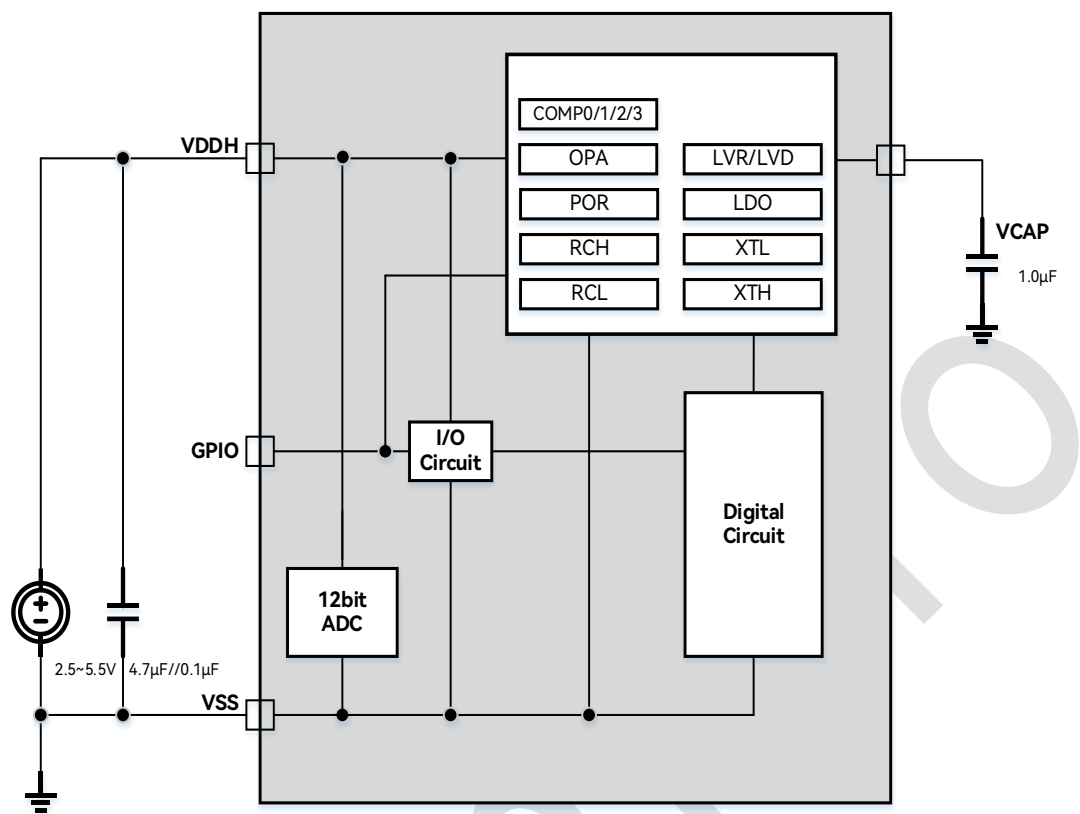 COMP0/1/2/3
VDDH
OPA
LVR/LVD
POR
LDO
VCAP
RCH
XTL
1.0μF
RCL
XTH
I/O
Circuit
GPIO
Digital
Circuit
12bit
ADC
2.5~5.5V
4.7μF//0.1μF
VSS